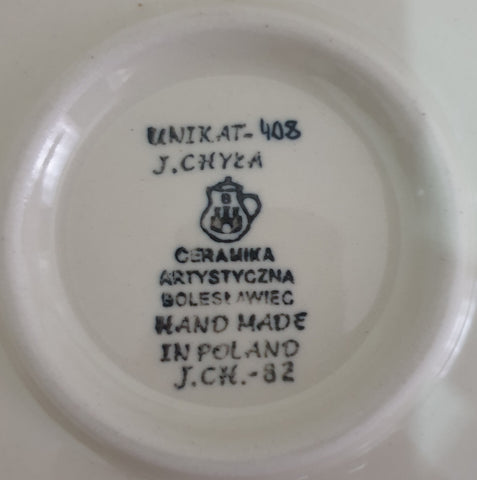 UNIKAT-408
J.CHYŁA
B
CERAMIKA
ARTYSTYCZNA
BOLESŁAWIEC
HAND MADE
IN POLAND
J.CH.-82